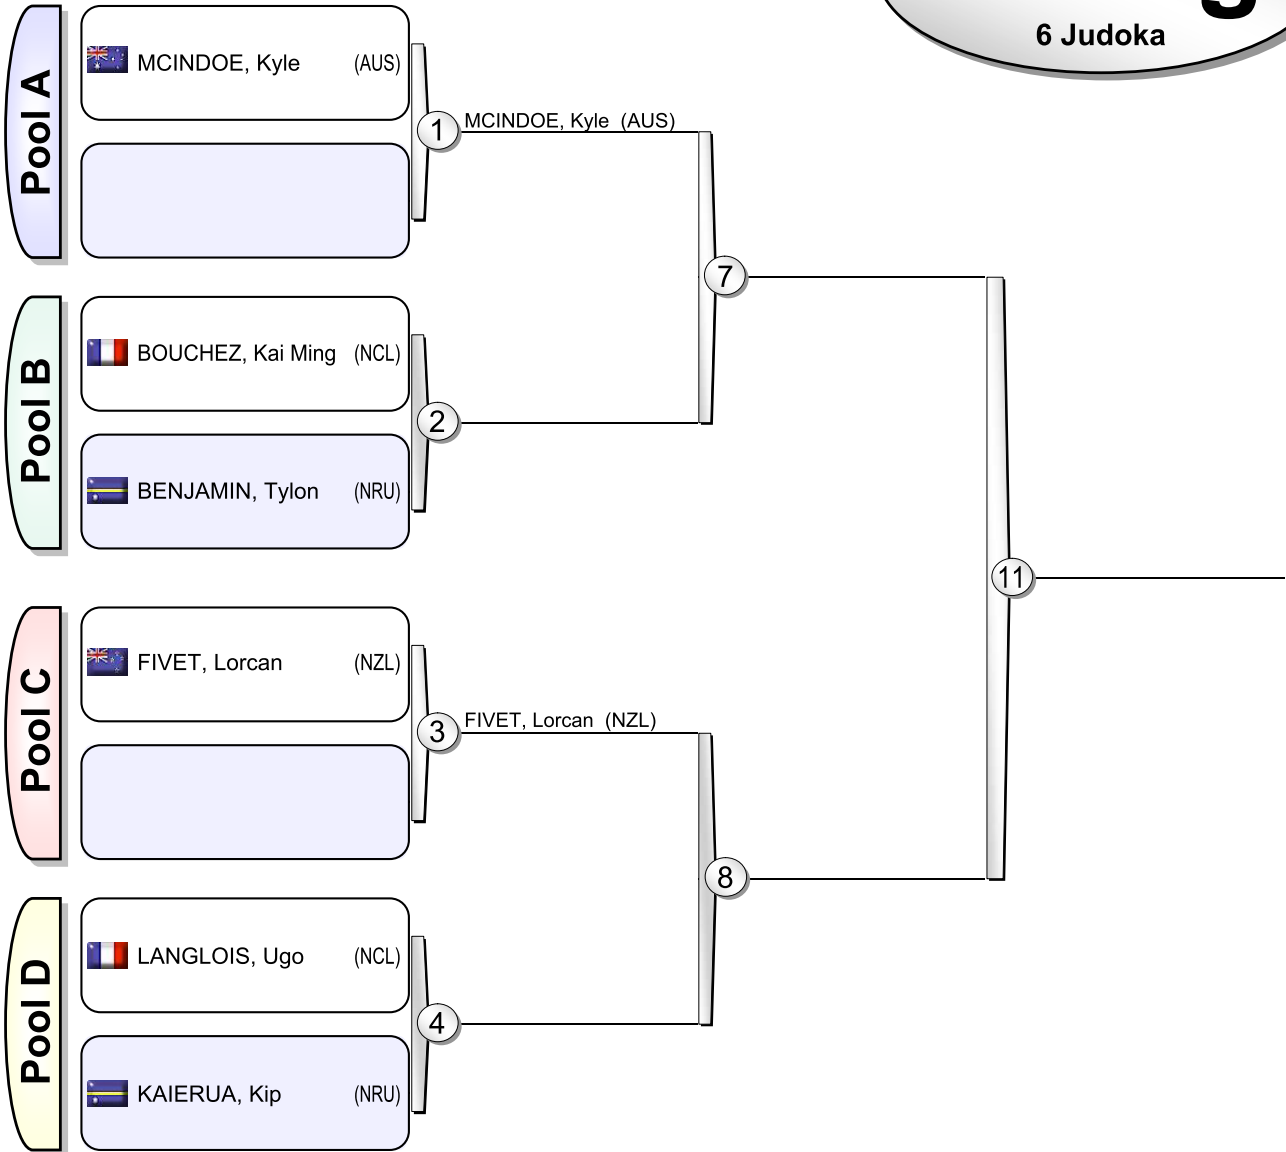 6 Judoka
Pool A
MCINDOE, Kyle (AUS)
1
MCINDOE, Kyle (AUS)
7
Pool B
BOUCHEZ, Kai Ming (NCL)
2
BENJAMIN, Tylon (NRU)
11
Pool C
FIVET, Lorcan (NZL)
3
FIVET, Lorcan (NZL)
8
Pool D
LANGLOIS, Ugo (NCL)
4
KAIERUA, Kip (NRU)